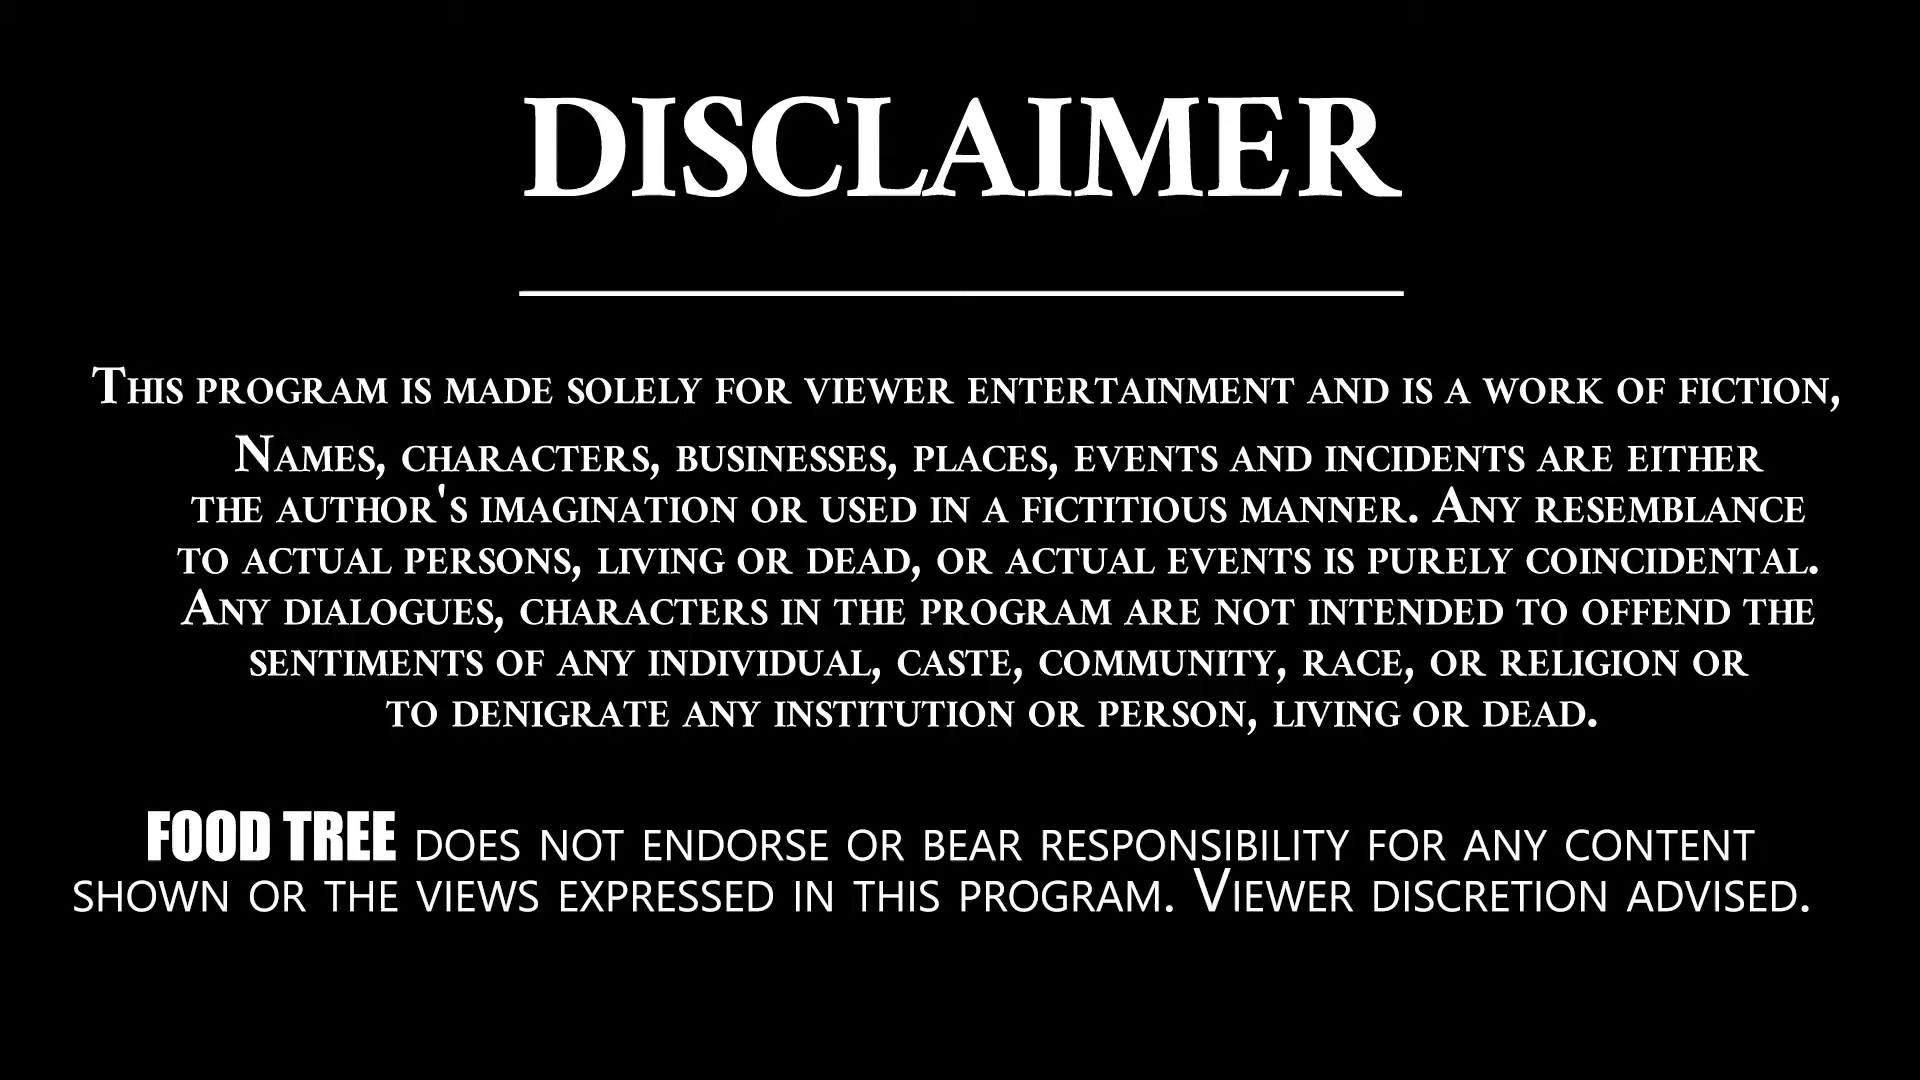 DISCLAIMER
This program is made solely for viewer entertainment and is a work of fiction,
Names, characters, businesses, places, events and incidents are either
the author's imagination or used in a fictitious manner. Any resemblance
to actual persons, living or dead, or actual events is purely coincidental.
Any dialogues, characters in the program are not intended to offend the
sentiments of any individual, caste, community, race, or religion or
to denigrate any institution or person, living or dead.
FOOD TREE does not endorse or bear responsibility for any content
shown or the views expressed in this program. Viewer discretion advised.